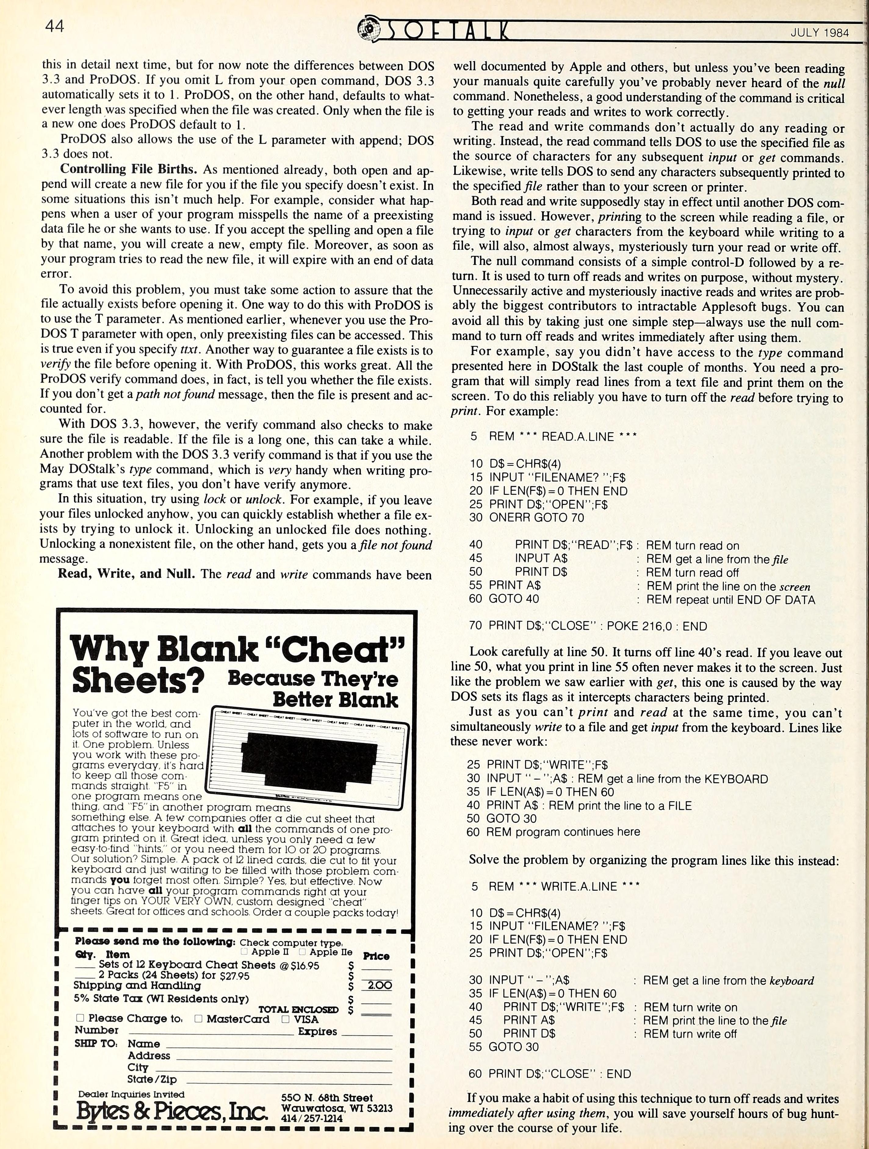 44
SOFTALK
JULY 1984
this in detail next time, but for now note the differences between DOS
3.3 and ProDOS. If you omit L from your open command, DOS 3.3
automatically sets it to 1. ProDOS, on the other hand, defaults to what-
ever length was specified when the file was created. Only when the file is
a new one does ProDOS default to 1.
ProDOS also allows the use of the L parameter with append; DOS
3.3 does not.
Controlling File Births. As mentioned already, both open and ap-
pend will create a new file for you if the file you specify doesn't exist. In
some situations this isn't much help. For example, consider what hap-
pens when a user of your program misspells the name of a preexisting
data file he or she wants to use. If you accept the spelling and open a file
by that name, you will create a new, empty file. Moreover, as soon as
your program tries to read the new file, it will expire with an end of data
error.
To avoid this problem, you must take some action to assure that the
file actually exists before opening it. One way to do this with ProDOS is
to use the T parameter. As mentioned earlier, whenever you use the Pro-
DOS T parameter with open, only preexisting files can be accessed. This
is true even if you specify ttxt. Another way to guarantee a file exists is to
verify the file before opening it. With ProDOS, this works great. All the
ProDOS verify command does, in fact, is tell you whether the file exists.
If you don't get a path not found message, then the file is present and ac-
counted for.
With DOS 3.3, however, the verify command also checks to make
sure the file is readable. If the file is a long one, this can take a while.
Another problem with the DOS 3.3 verify command is that if you use the
May DOStalk's type command, which is very handy when writing pro-
grams that use text files, you don't have verify anymore.
In this situation, try using lock or unlock. For example, if you leave
your files unlocked anyhow, you can quickly establish whether a file ex-
ists by trying to unlock it. Unlocking an unlocked file does nothing.
Unlocking a nonexistent file, on the other hand, gets you a file not found
message.
Read, Write, and Null. The read and write commands have been
Why Blank "Cheat"
Sheets? Because They're
Better Blank
You've got the best com-
puter in the world, and
lots of software to run on
it. One problem. Unless
you work with these pro-
grams everyday, it's hard
to keep all those com-
mands straight. "F5" in
one program means one
thing, and "F5" in another program means
something else. A few companies offer a die cut sheet that
attaches to your keyboard with all the commands of one pro-
gram printed on it. Great idea, unless you only need a few
easy-to-find "hints," or you need them for 10 or 20 programs.
Our solution? Simple. A pack of 12 lined cards, die cut to fit your
keyboard and just waiting to be filled with those problem com-
mands you forget most often. Simple? Yes, but effective. Now
you can have all your program commands right at your
finger tips on YOUR VERY OWN, custom designed "cheat"
sheets. Great for offices and schools. Order a couple packs today!
Please send me the following: Check computer type.
Qty. Item □ Apple II □ Apple IIe Price
___ Sets of 12 Keyboard Cheat Sheets @ $16.95 $ ___
___ 2 Packs (24 Sheets) for $27.95 $ ___
Shipping and Handling $ 2.00
5% State Tax (WI Residents only) $ ___
TOTAL ENCLOSED $ ___
□ Please Charge to: □ MasterCard □ VISA
Number ___ Expires ___
SHIP TO: Name ___
Address ___
City ___
State/Zip ___
Dealer Inquiries Invited
Bytes & Pieces, Inc.
550 N. 68th Street
Wauwatosa, WI 53213
414/257-1214
well documented by Apple and others, but unless you've been reading
your manuals quite carefully you've probably never heard of the null
command. Nonetheless, a good understanding of the command is critical
to getting your reads and writes to work correctly.
The read and write commands don't actually do any reading or
writing. Instead, the read command tells DOS to use the specified file as
the source of characters for any subsequent input or get commands.
Likewise, write tells DOS to send any characters subsequently printed to
the specified file rather than to your screen or printer.
Both read and write supposedly stay in effect until another DOS com-
mand is issued. However, printing to the screen while reading a file, or
trying to input or get characters from the keyboard while writing to a
file, will also, almost always, mysteriously turn your read or write off.
The null command consists of a simple control-D followed by a re-
turn. It is used to turn off reads and writes on purpose, without mystery.
Unnecessarily active and mysteriously inactive reads and writes are prob-
ably the biggest contributors to intractable Applesoft bugs. You can
avoid all this by taking just one simple step—always use the null com-
mand to turn off reads and writes immediately after using them.
For example, say you didn't have access to the type command
presented here in DOStalk the last couple of months. You need a pro-
gram that will simply read lines from a text file and print them on the
screen. To do this reliably you have to turn off the read before trying to
print. For example:
5 REM *** READ.A.LINE ***
10 D$=CHR$(4)
15 INPUT "FILENAME? ";F$
20 IF LEN(F$)=0 THEN END
25 PRINT D$;"OPEN";F$
30 ONERR GOTO 70
40 PRINT D$;"READ";F$ : REM turn read on
45 INPUT A$ : REM get a line from the file
50 PRINT D$ : REM turn read off
55 PRINT A$ : REM print the line on the screen
60 GOTO 40 : REM repeat until END OF DATA
70 PRINT D$;"CLOSE" : POKE 216,0 : END
Look carefully at line 50. It turns off line 40's read. If you leave out
line 50, what you print in line 55 often never makes it to the screen. Just
like the problem we saw earlier with get, this one is caused by the way
DOS sets its flags as it intercepts characters being printed.
Just as you can't print and read at the same time, you can't
simultaneously write to a file and get input from the keyboard. Lines like
these never work:
25 PRINT D$;"WRITE";F$
30 INPUT "-";A$ : REM get a line from the KEYBOARD
35 IF LEN(A$)=0 THEN 60
40 PRINT A$ : REM print the line to a FILE
50 GOTO 30
60 REM program continues here
Solve the problem by organizing the program lines like this instead:
5 REM *** WRITE.A.LINE ***
10 D$=CHR$(4)
15 INPUT "FILENAME? ";F$
20 IF LEN(F$)=0 THEN END
25 PRINT D$;"OPEN";F$
30 INPUT "-";A$ : REM get a line from the keyboard
35 IF LEN(A$)=0 THEN 60
40 PRINT D$;"WRITE";F$ : REM turn write on
45 PRINT A$ : REM print the line to the file
50 PRINT D$ : REM turn write off
55 GOTO 30
60 PRINT D$;"CLOSE" : END
If you make a habit of using this technique to turn off reads and writes
immediately after using them, you will save yourself hours of bug hunt-
ing over the course of your life.